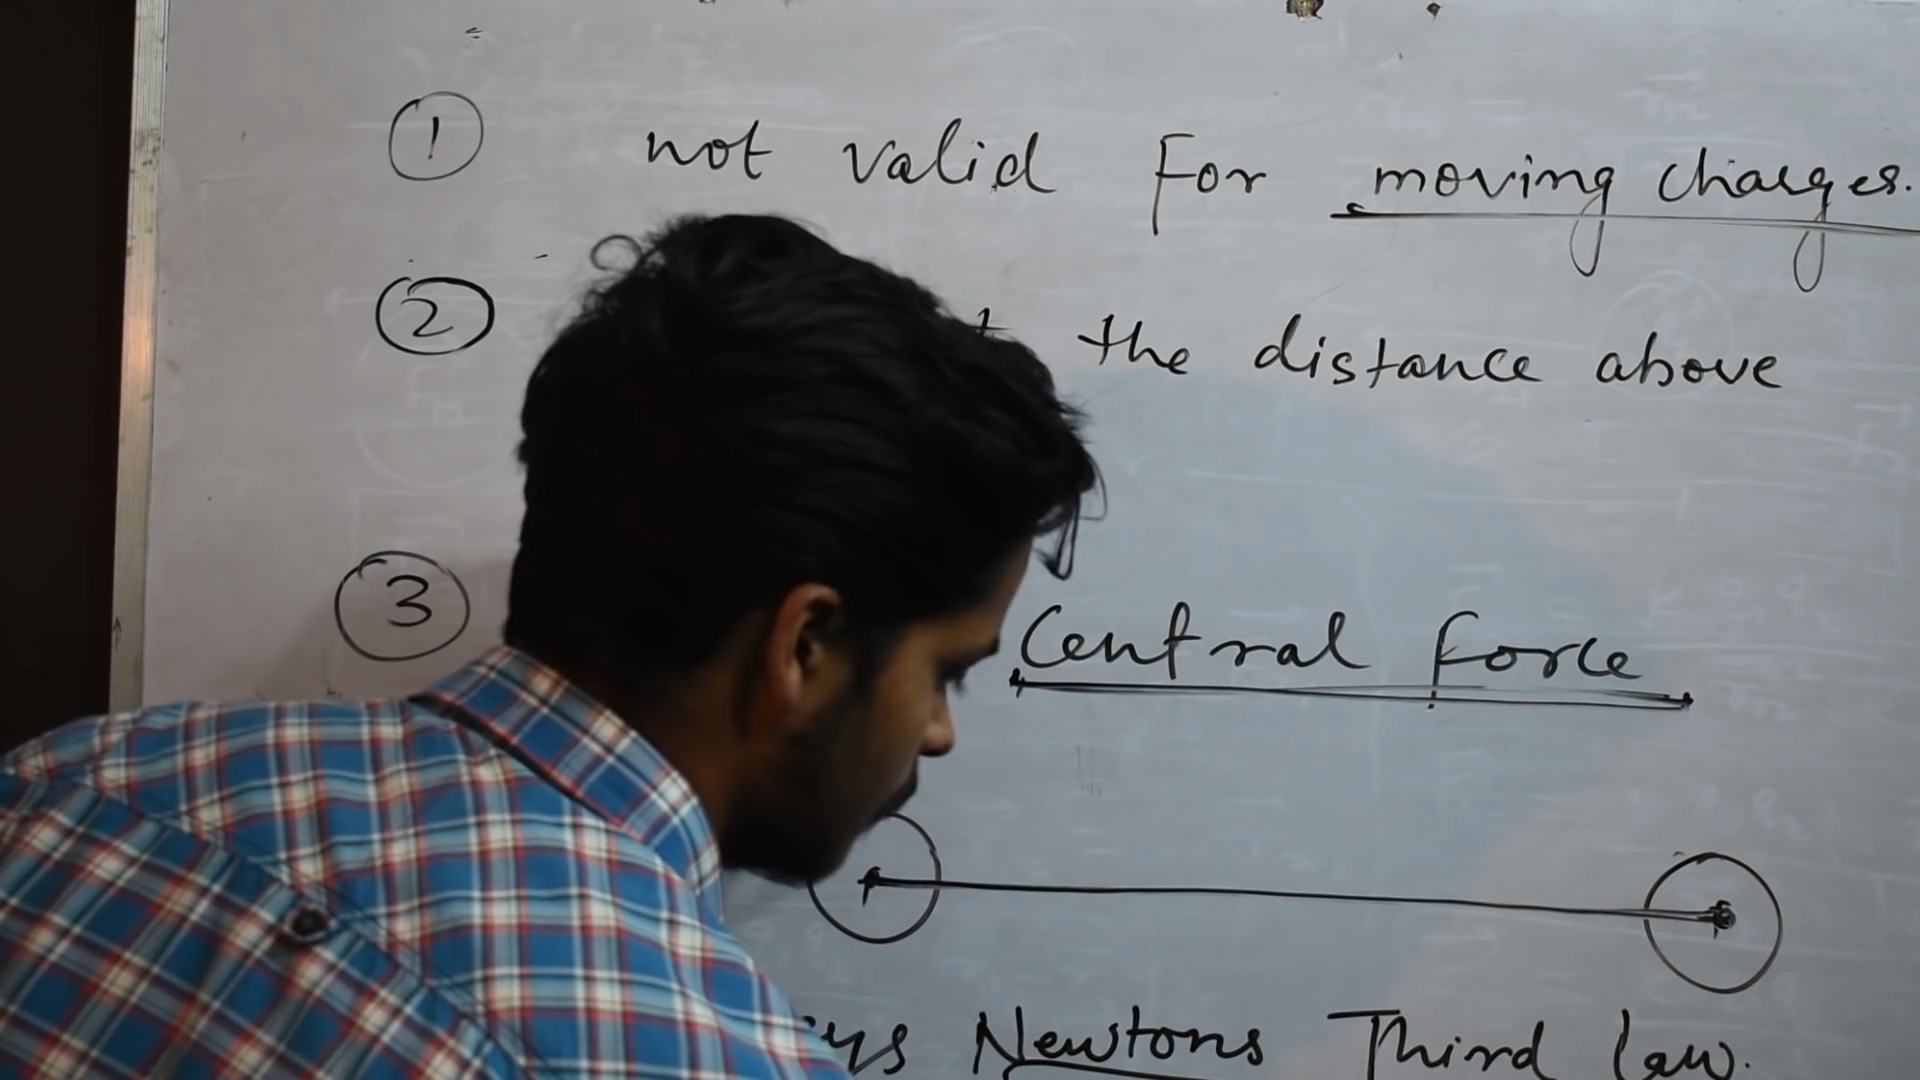 1 not valid For moving charges.
2 the distance above
3 Central force
Newtons Third law.